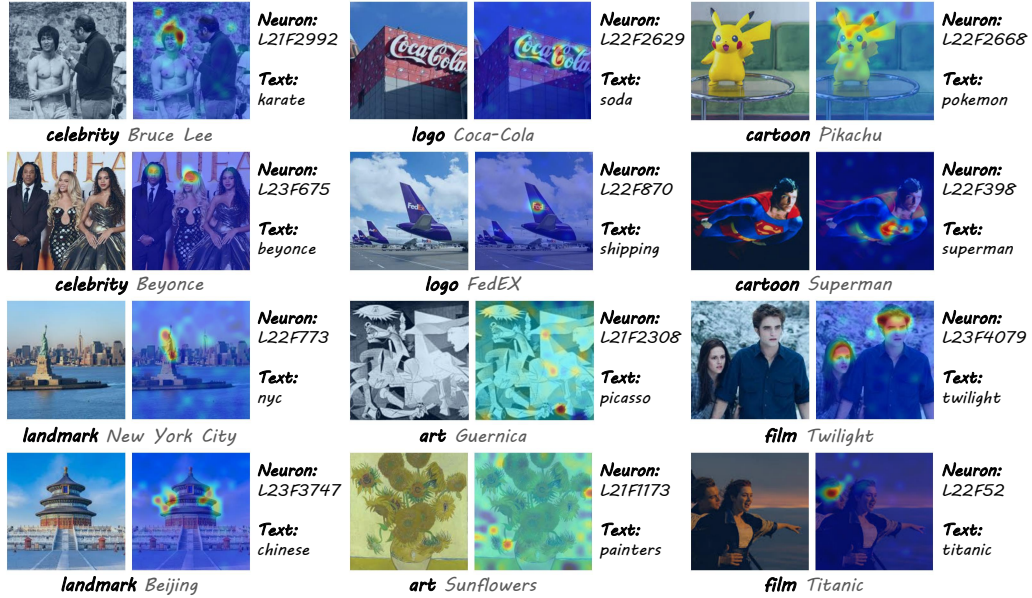 Neuron:
L21F2992
Text:
karate
celebrity Bruce Lee
Coca-Cola
Neuron:
L22F2629
Text:
soda
logo Coca-Cola
Neuron:
L22F2668
Text:
pokemon
cartoon Pikachu
MUFA
Neuron:
L23F675
Text:
beyonce
celebrity Beyonce
FedEx
Neuron:
L22F870
Text:
shipping
logo FedEX
Neuron:
L22F398
Text:
superman
cartoon Superman
Neuron:
L22F773
Text:
nyc
landmark New York City
Neuron:
L21F2308
Text:
picasso
art Guernica
Neuron:
L23F4079
Text:
twilight
film Twilight
Neuron:
L23F3747
Text:
chinese
landmark Beijing
Neuron:
L21F1173
Text:
painters
art Sunflowers
Neuron:
L22F52
Text:
titanic
film Titanic